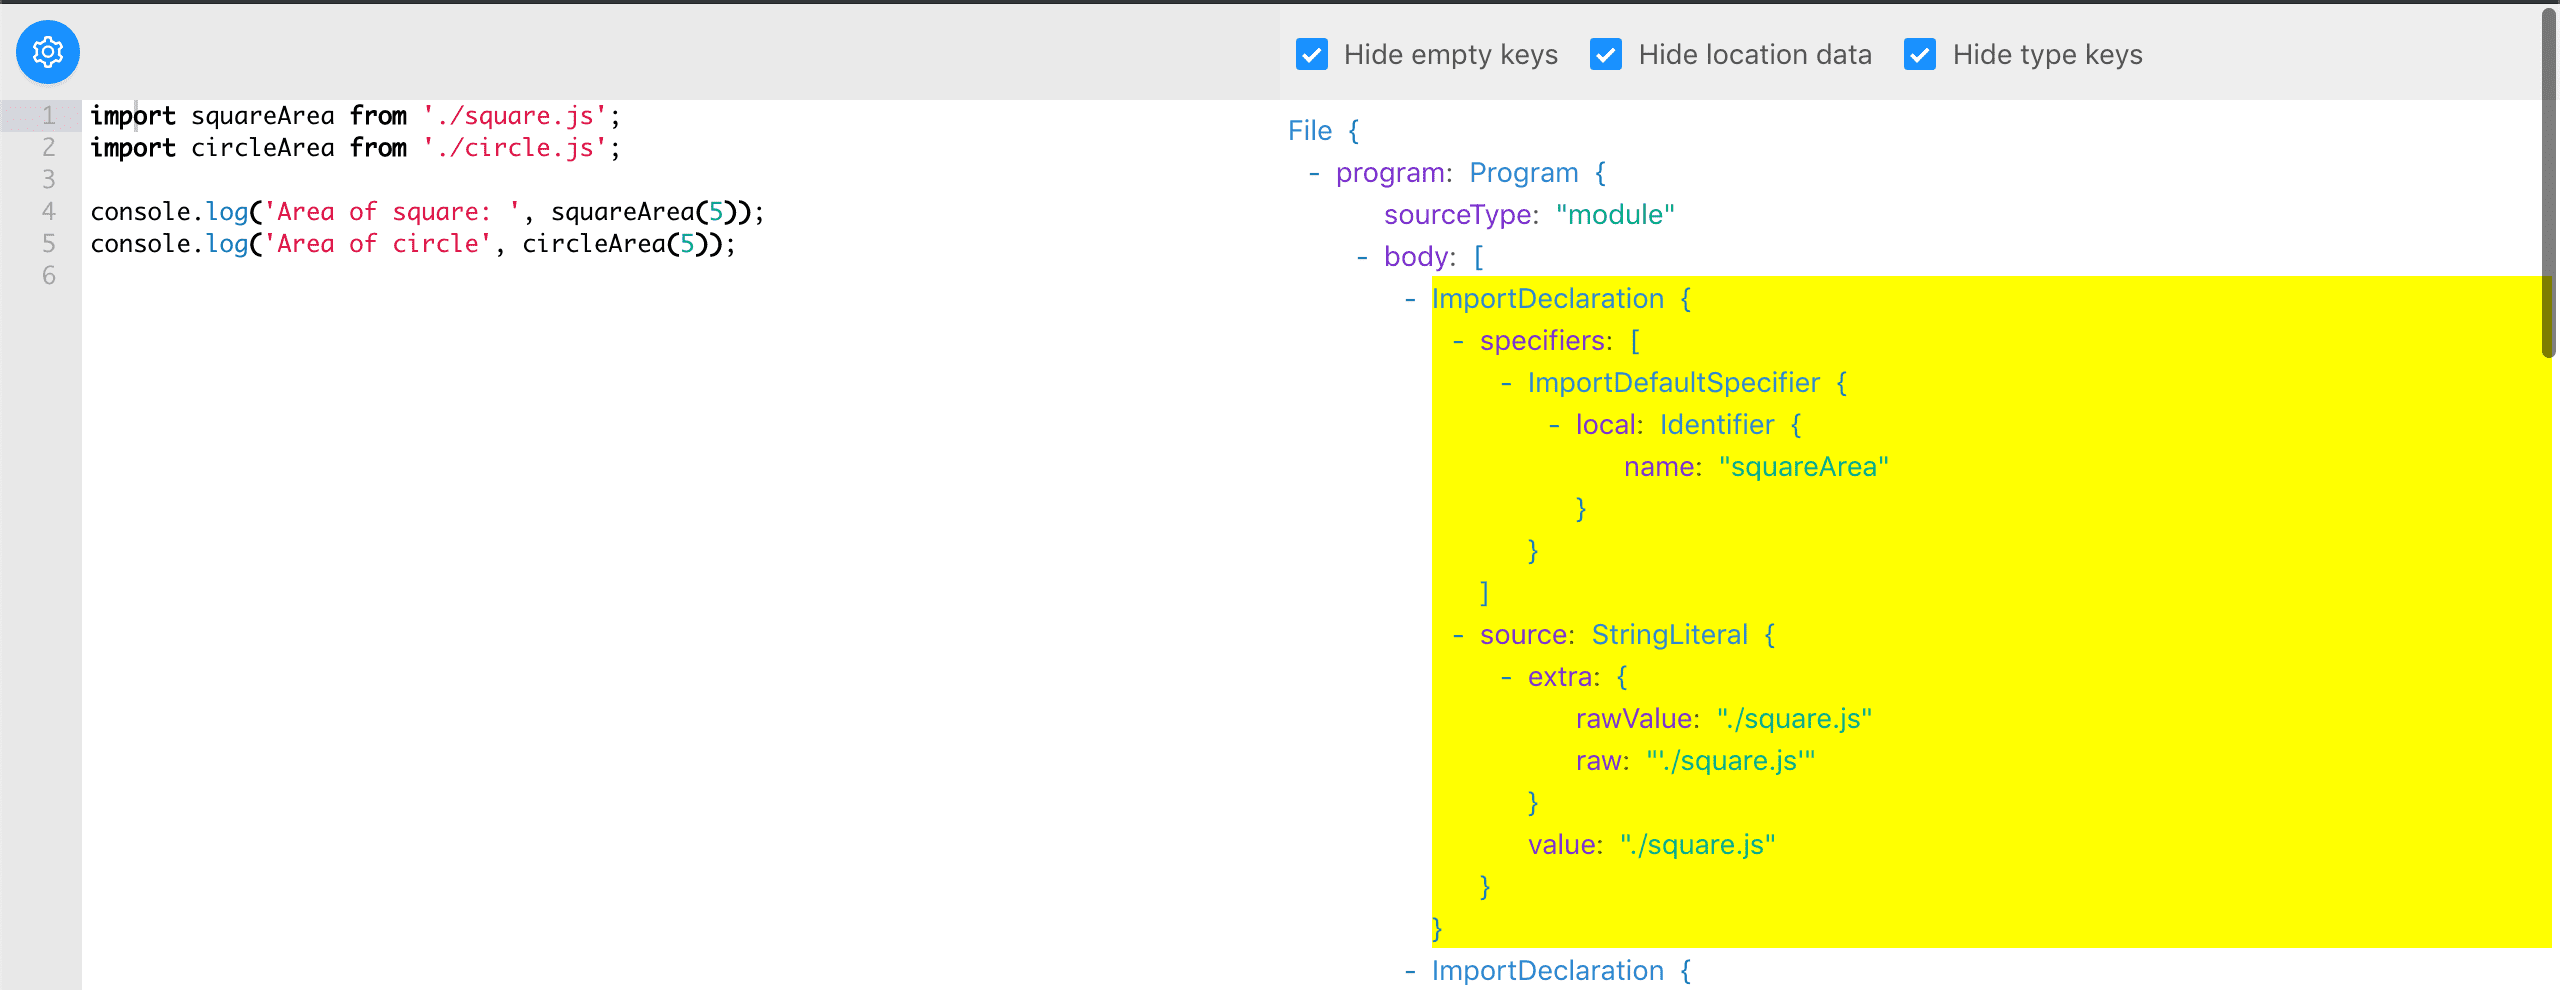 Hide empty keys Hide location data Hide type keys
1 import squareArea from './square.js';
2 import circleArea from './circle.js';
3
4 console.log('Area of square: ', squareArea(5));
5 console.log('Area of circle', circleArea(5));
6
File {
- program: Program {
sourceType: "module"
- body: [
- ImportDeclaration {
- specifiers: [
- ImportDefaultSpecifier {
- local: Identifier {
name: "squareArea"
}
}
]
- source: StringLiteral {
- extra: {
rawValue: "./square.js"
raw: "'./square.js'"
}
value: "./square.js"
}
}
- ImportDeclaration {